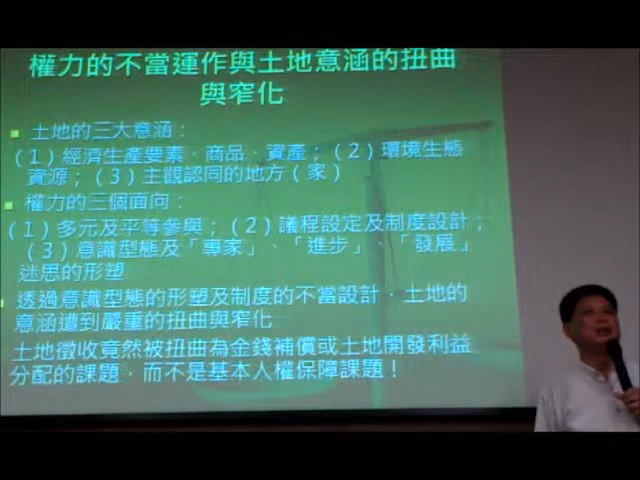 權力的不當運作與土地意涵的扭曲
與窄化
土地的三大意涵：
（1）經濟生產要素、商品、資產；（2）環境生態
資源；（3）主觀認同的地方（家）
權力的三個面向：
（1）多元及平等參與；（2）議程設定及制度設計；
（3）意識型態及「專家」、「進步」、「發展」
迷思的形塑
透過意識型態的形塑及制度的不當設計，土地的
意涵遭到嚴重的扭曲與窄化
土地徵收竟然被扭曲為金錢補償或土地開發利益
分配的課題，而不是基本人權保障課題！